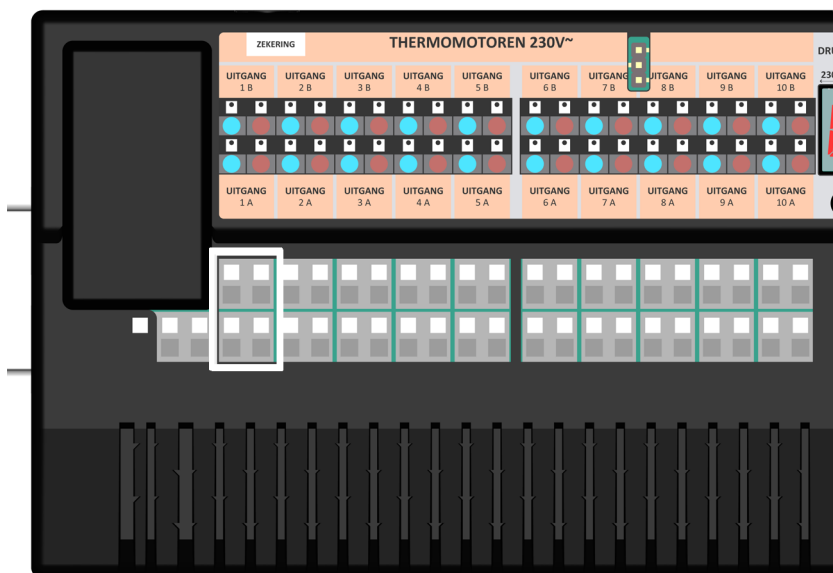 ZEKERING
THERMOMOTOREN 230V~
UITGANG UITGANG UITGANG UITGANG UITGANG UITGANG UITGANG UITGANG UITGANG UITGANG
1 B 2 B 3 B 4 B 5 B 6 B 7 B 8 B 9 B 10 B
UITGANG UITGANG UITGANG UITGANG UITGANG UITGANG UITGANG UITGANG UITGANG UITGANG
1 A 2 A 3 A 4 A 5 A 6 A 7 A 8 A 9 A 10 A